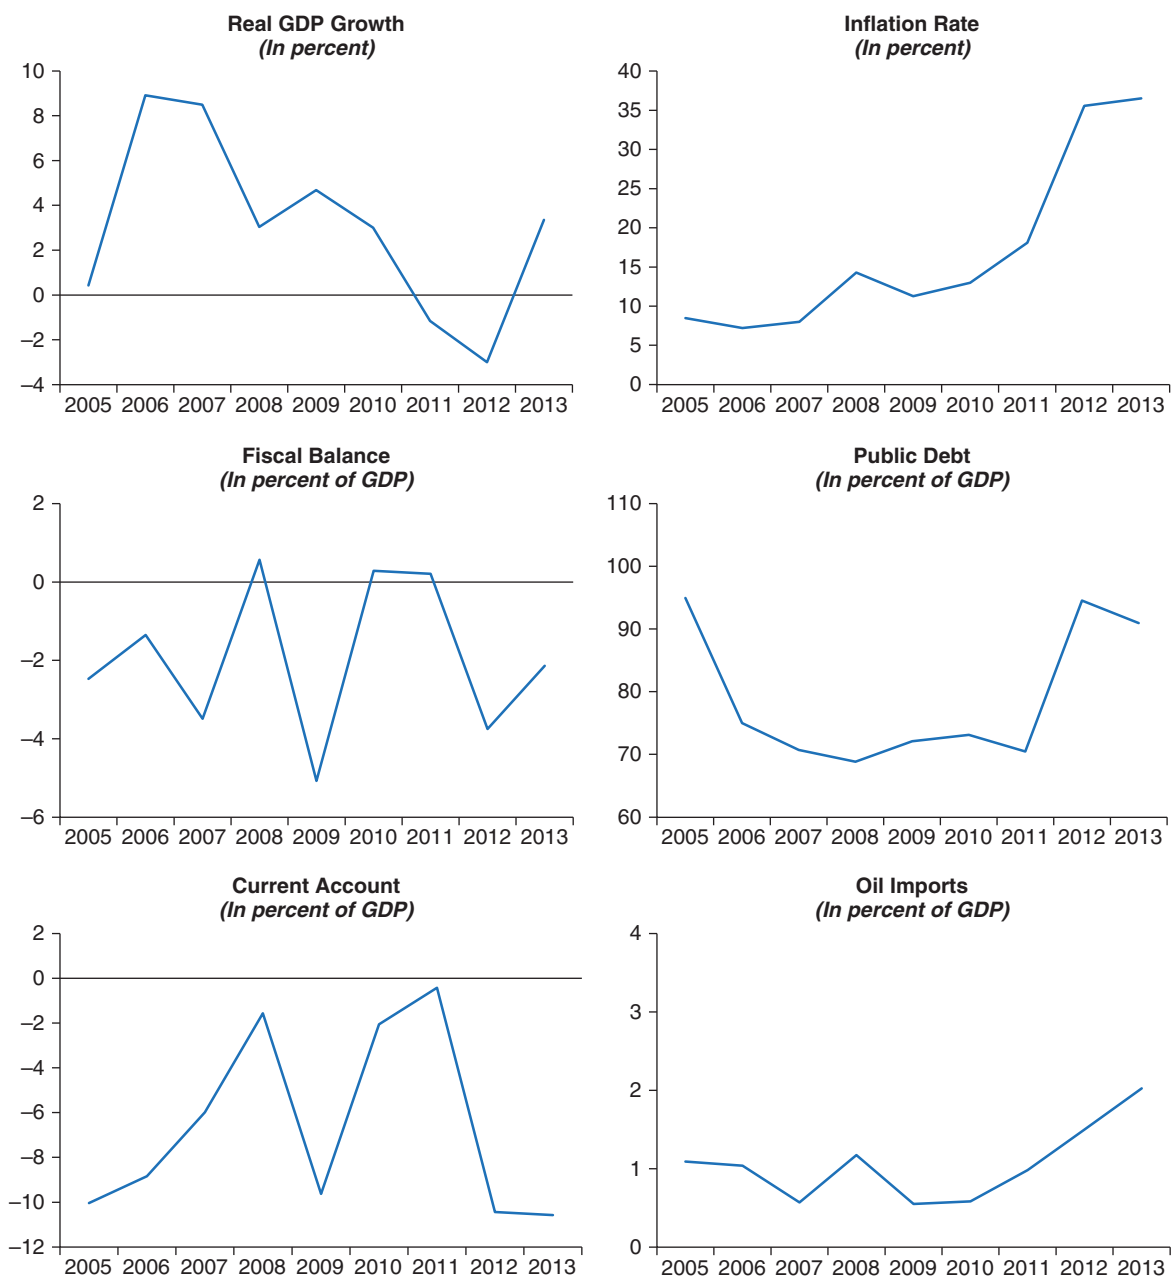 Real GDP Growth
(In percent)
10
8
6
4
2
0
–2
–4
2005 2006 2007 2008 2009 2010 2011 2012 2013
Inflation Rate
(In percent)
40
35
30
25
20
15
10
5
0
2005 2006 2007 2008 2009 2010 2011 2012 2013
Fiscal Balance
(In percent of GDP)
2
0
–2
–4
–6
2005 2006 2007 2008 2009 2010 2011 2012 2013
Public Debt
(In percent of GDP)
110
100
90
80
70
60
2005 2006 2007 2008 2009 2010 2011 2012 2013
Current Account
(In percent of GDP)
2
0
–2
–4
–6
–8
–10
–12
2005 2006 2007 2008 2009 2010 2011 2012 2013
Oil Imports
(In percent of GDP)
4
3
2
1
0
2005 2006 2007 2008 2009 2010 2011 2012 2013